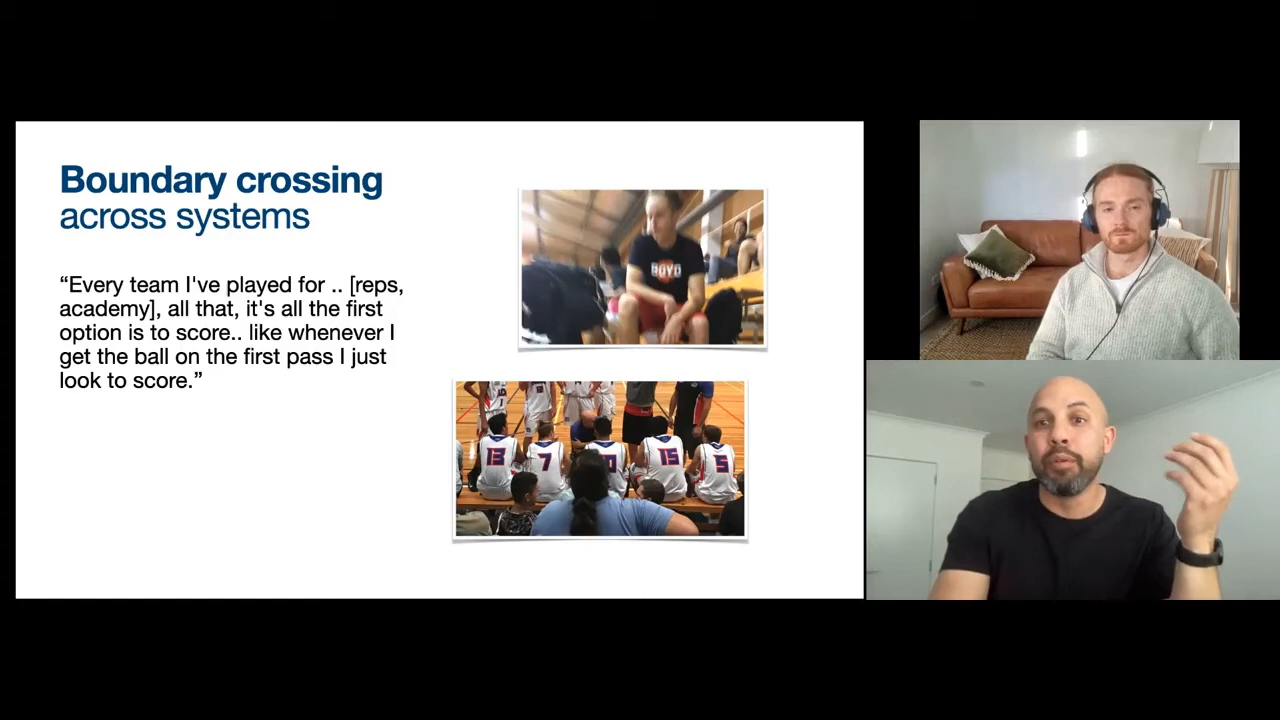 Boundary crossing
across systems
“Every team I've played for .. [reps,
academy], all that, it's all the first
option is to score.. like whenever I
get the ball on the first pass I just
look to score.”
BOYD
13
7
15
5